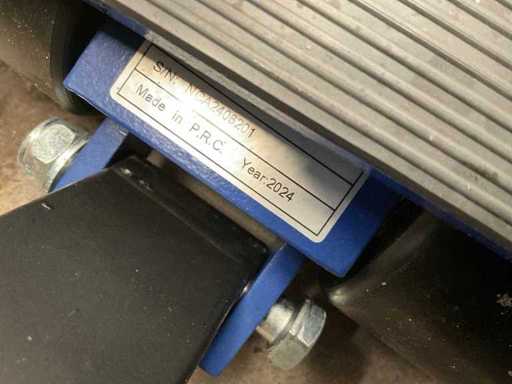 S/N: NCA2408201
Made in P.R.C. Year:2024